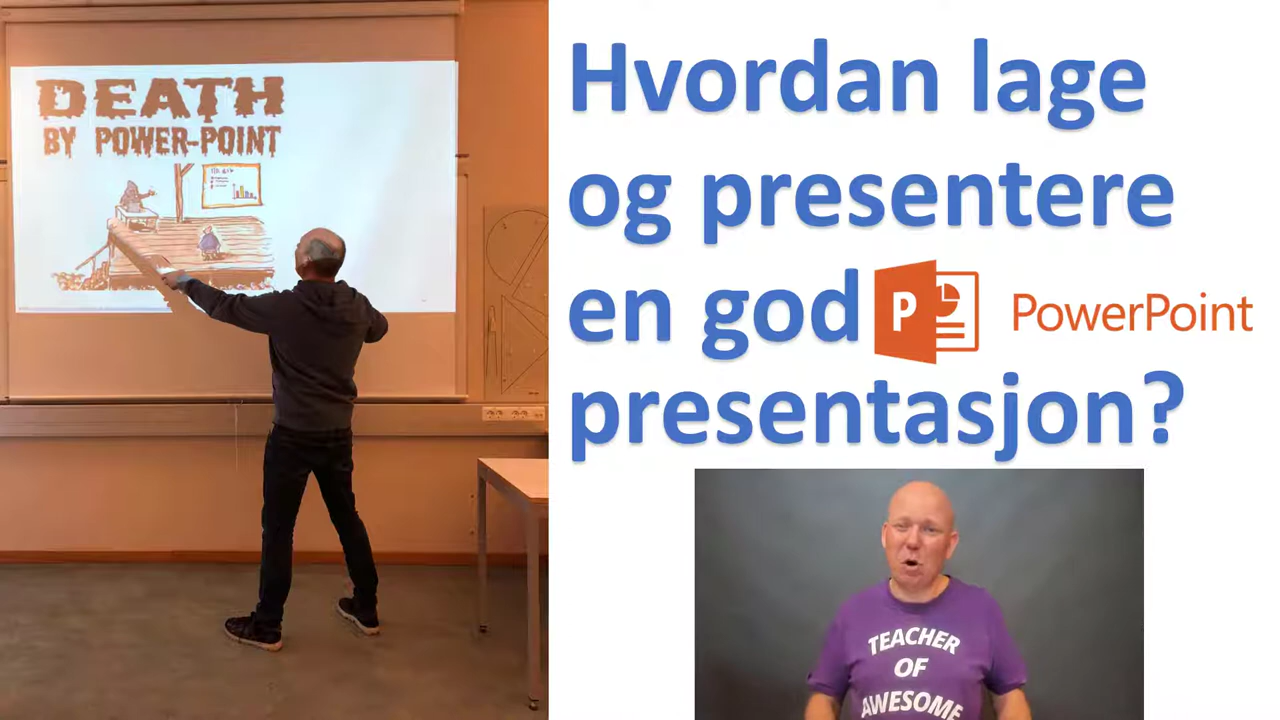 DEATH
BY POWER-POINT
Hvordan lage
og presentere
en god P PowerPoint
presentasjon?
TEACHER
OF
AWESOME